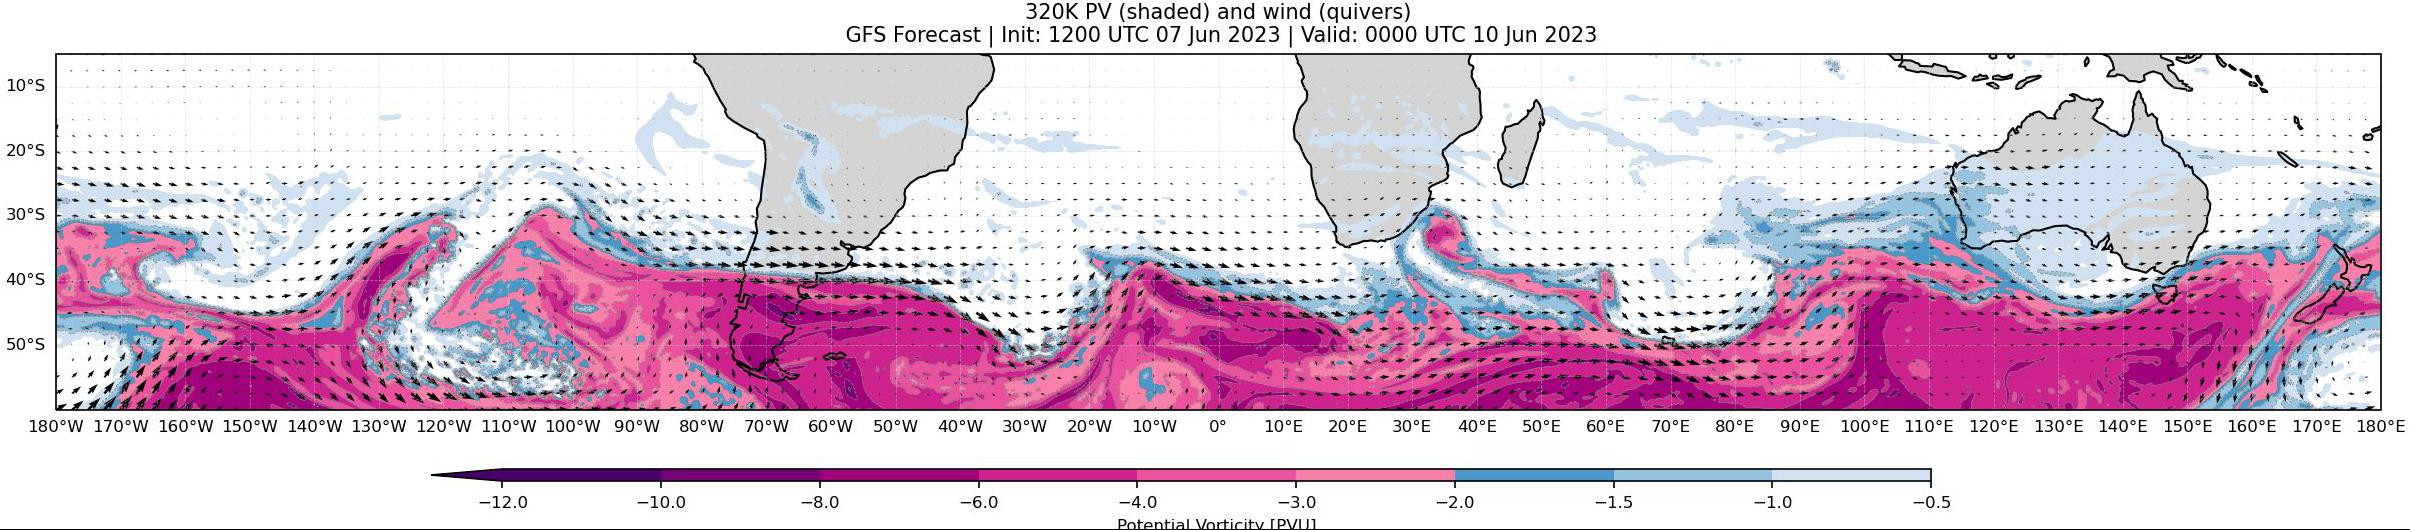 320K PV (shaded) and wind (quivers)
GFS Forecast | Init: 1200 UTC 07 Jun 2023 | Valid: 0000 UTC 10 Jun 2023
10°S
20°S
30°S
40°S
50°S
180°W 170°W 160°W 150°W 140°W 130°W 120°W 110°W 100°W 90°W 80°W 70°W 60°W 50°W 40°W 30°W 20°W 10°W 0° 10°E 20°E 30°E 40°E 50°E 60°E 70°E 80°E 90°E 100°E 110°E 120°E 130°E 140°E 150°E 160°E 170°E 180°E
−12.0 −10.0 −8.0 −6.0 −4.0 −3.0 −2.0 −1.5 −1.0 −0.5
Potential Vorticity [PVU]